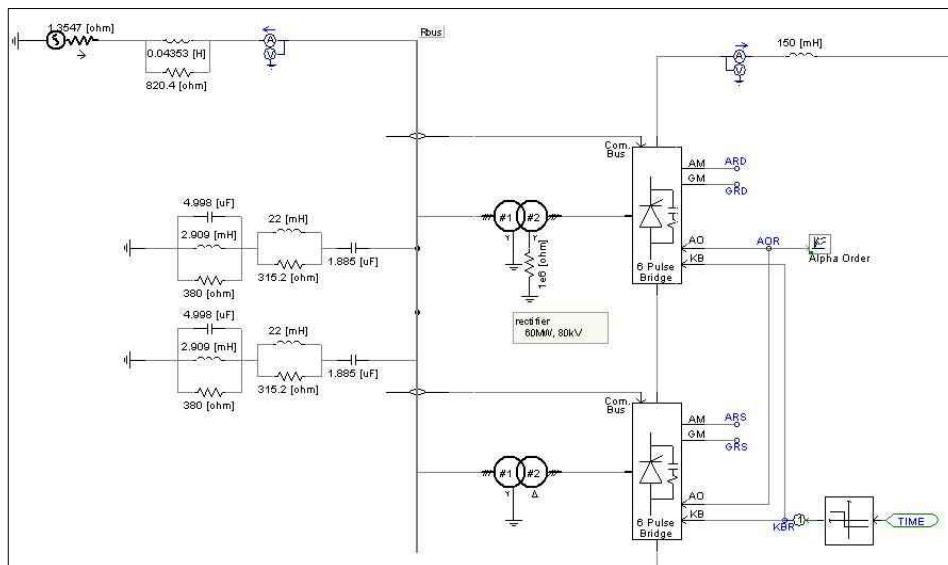 1.3547 [ohm]
0.04353 [H]
820.4 [ohm]
A
V
Rbus
A
V
150 [mH]
Com.
Bus
AM
ARD
GM
GRD
4.998 [uF]
22 [mH]
2.909 [mH]
#1
#2
1.885 [uF]
315.2 [ohm]
380 [ohm]
Y
Y
1e6 [ohm]
AO
AOR
KB
Alpha Order
6 Pulse
Bridge
rectifier
60MW, 80kV
4.998 [uF]
22 [mH]
2.909 [mH]
1.885 [uF]
315.2 [ohm]
380 [ohm]
Com.
Bus
AM
ARS
GM
GRS
#1
#2
Y
Δ
AO
KB
KBR
1
TIME
6 Pulse
Bridge